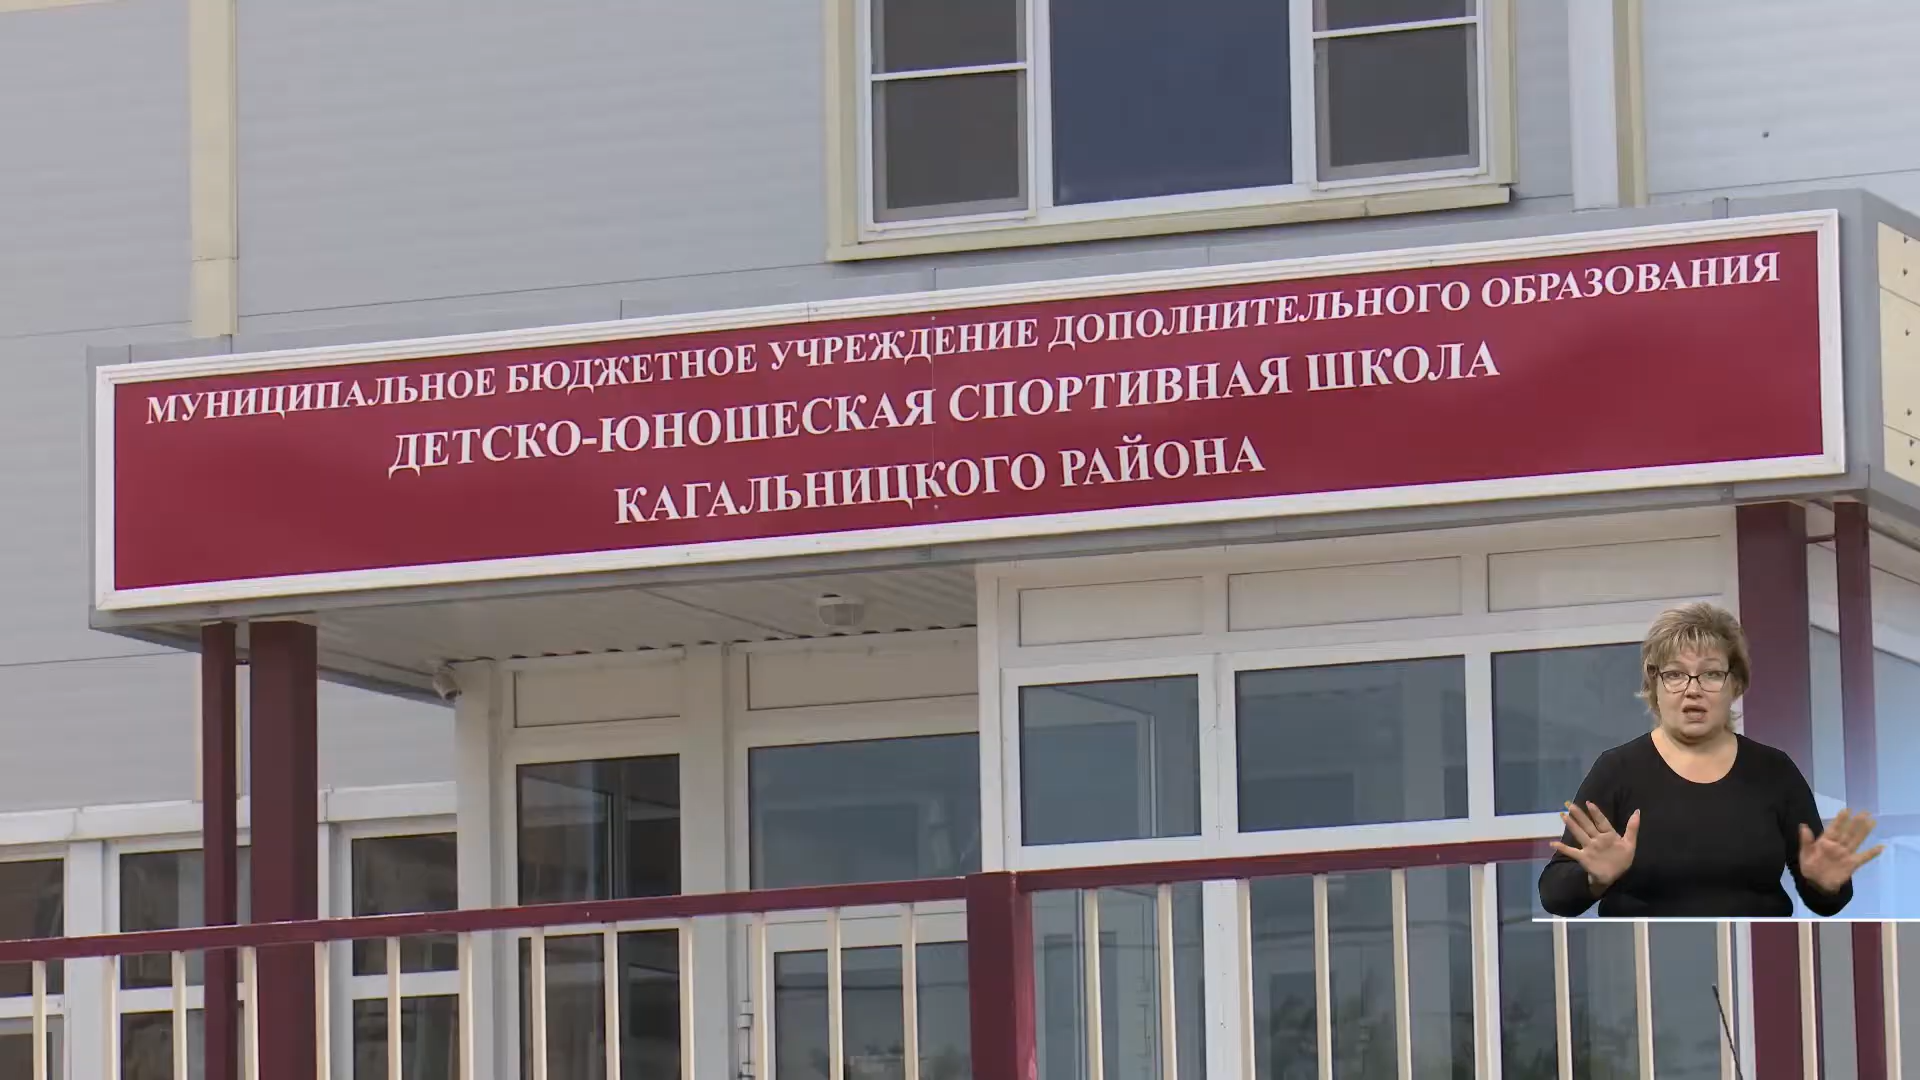 МУНИЦИПАЛЬНОЕ БЮДЖЕТНОЕ УЧРЕЖДЕНИЕ ДОПОЛНИТЕЛЬНОГО ОБРАЗОВАНИЯ
ДЕТСКО-ЮНОШЕСКАЯ СПОРТИВНАЯ ШКОЛА
КАГАЛЬНИЦКОГО РАЙОНА